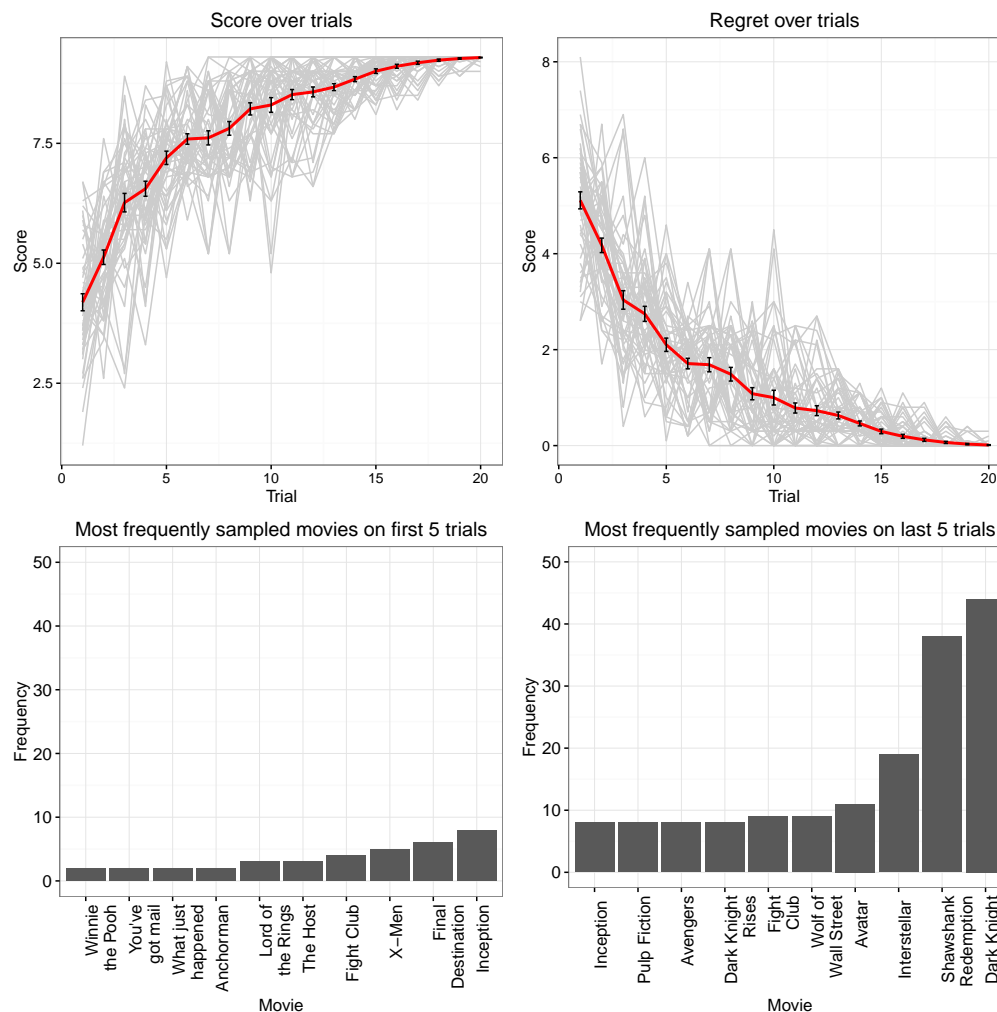 Score over trials
Score
7.5
5.0
2.5
0
5
10
15
20
Trial
Regret over trials
Score
8
6
4
2
0
0
5
10
15
20
Trial
Most frequently sampled movies on first 5 trials
Frequency
50
40
30
20
10
0
Winnie
the Pooh
You've
got mail
What just
happened
Anchorman
Lord of
the Rings
The Host
Fight Club
X−Men
Final
Destination
Inception
Movie
Most frequently sampled movies on last 5 trials
Frequency
50
40
30
20
10
0
Inception
Pulp Fiction
Avengers
Dark Knight
Rises
Fight
Club
Wolf of
Wall Street
Avatar
Interstellar
Shawshank
Redemption
Dark Knight
Movie